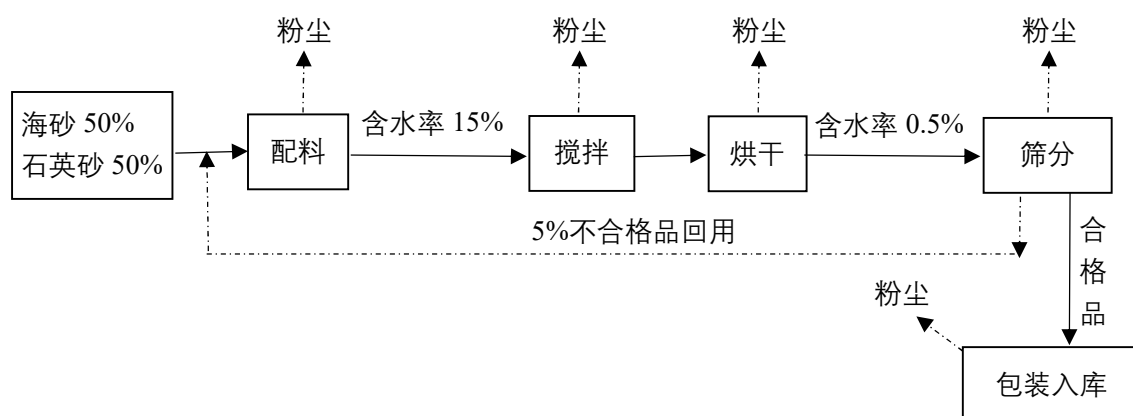 粉尘
粉尘
粉尘
粉尘
海砂 50%
石英砂 50%
配料
含水率 15%
搅拌
烘干
含水率 0.5%
筛分
5%不合格品回用
合格品
粉尘
包装入库